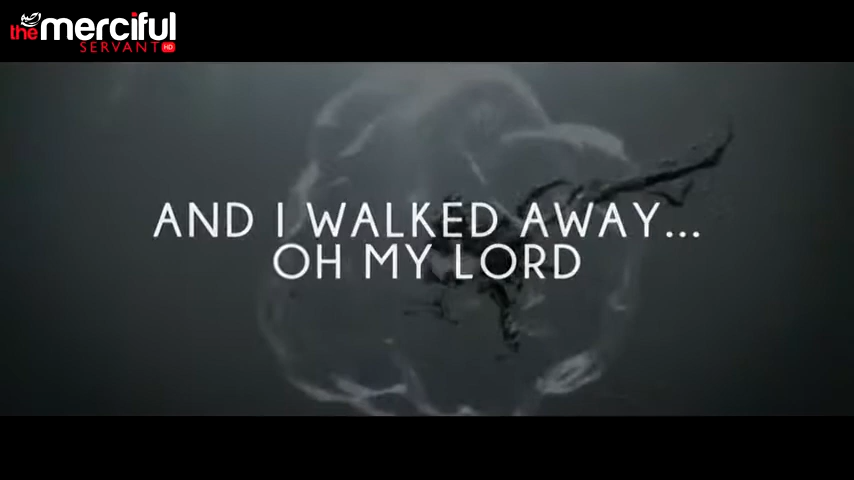 the merciful
SERVANT HD
AND I WALKED AWAY...
OH MY LORD